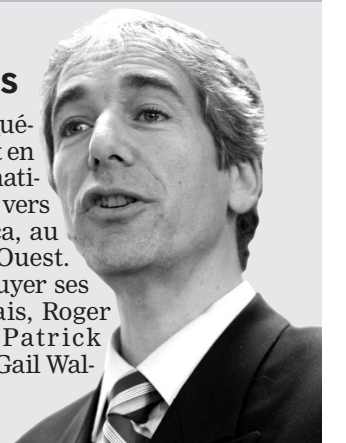 s
qué-
t en
nati-
vers
ca, au
Ouest.
uyer ses
ais, Roger
Patrick
Gail Wal-